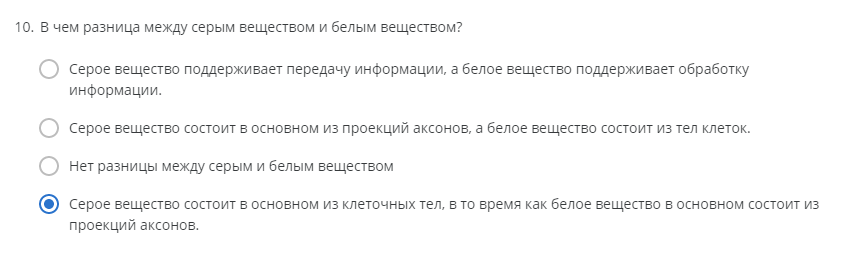 10. В чем разница между серым веществом и белым веществом?
Серое вещество поддерживает передачу информации, а белое вещество поддерживает обработку
информации.
Серое вещество состоит в основном из проекций аксонов, а белое вещество состоит из тел клеток.
Нет разницы между серым и белым веществом
Серое вещество состоит в основном из клеточных тел, в то время как белое вещество в основном состоит из
проекций аксонов.